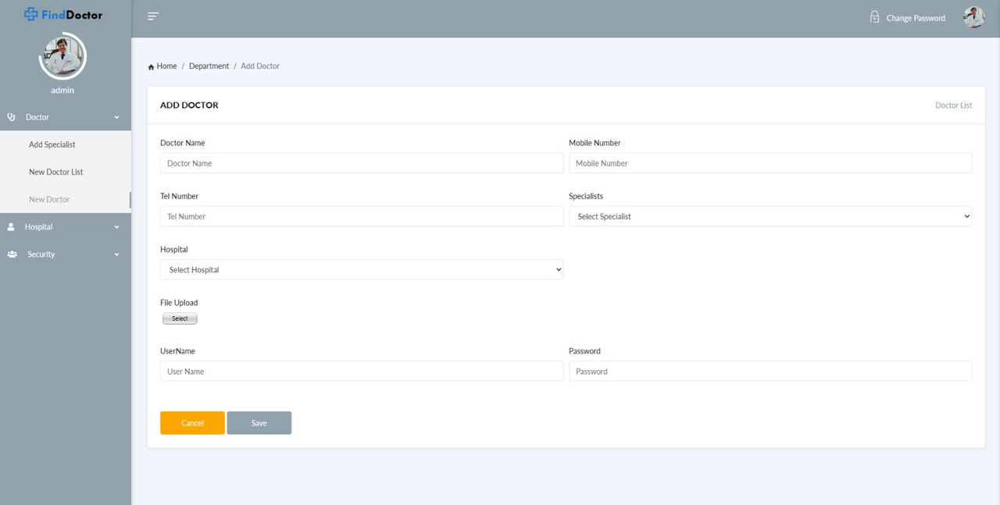 FindDoctor
Change Password
admin
Doctor
Add Specialist
New Doctor List
New Doctor
Hospital
Security
Home / Department / Add Doctor
ADD DOCTOR
Doctor List
Doctor Name
Doctor Name
Mobile Number
Mobile Number
Tel Number
Tel Number
Specialists
Select Specialist
Hospital
Select Hospital
File Upload
Select
UserName
User Name
Password
Password
Cancel
Save